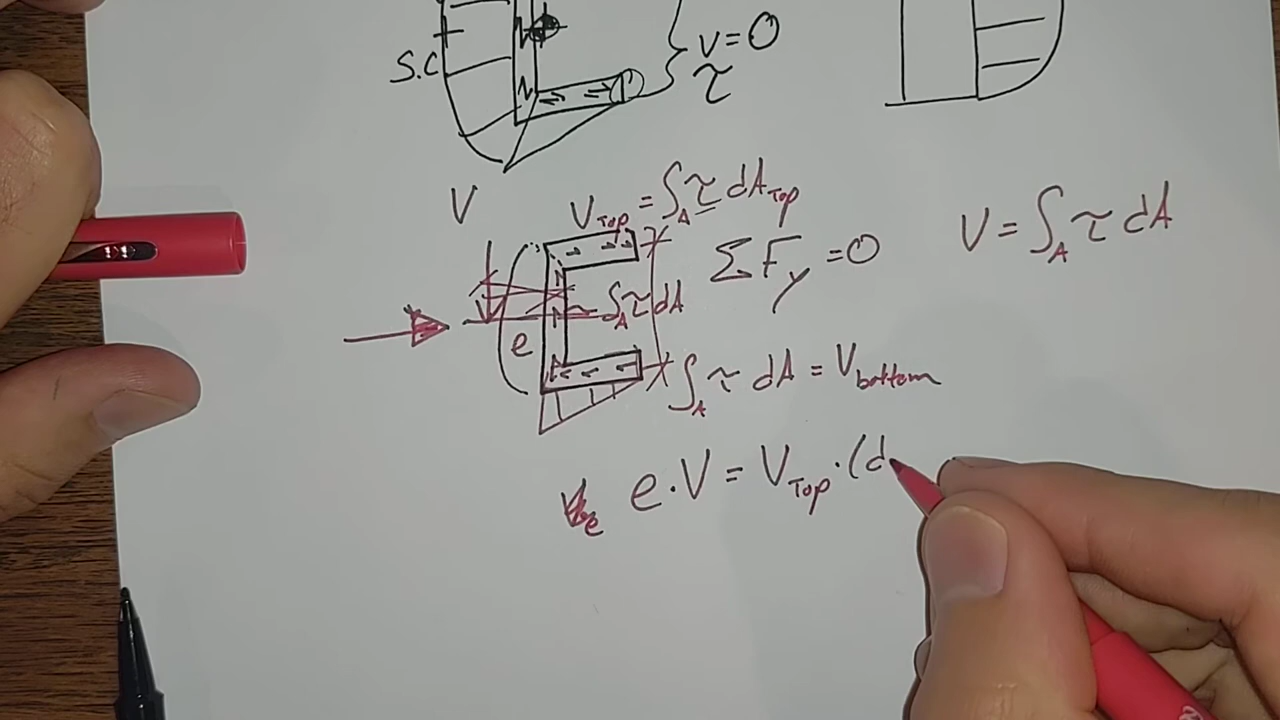 S.C
V=0
τ
V
V_Top = ∫_A τ dA_Top
ΣF_y = 0
V = ∫_A τ dA
∫_A τ dA
e
∫_A τ dA = V_bottom
e e·V = V_Top·(d